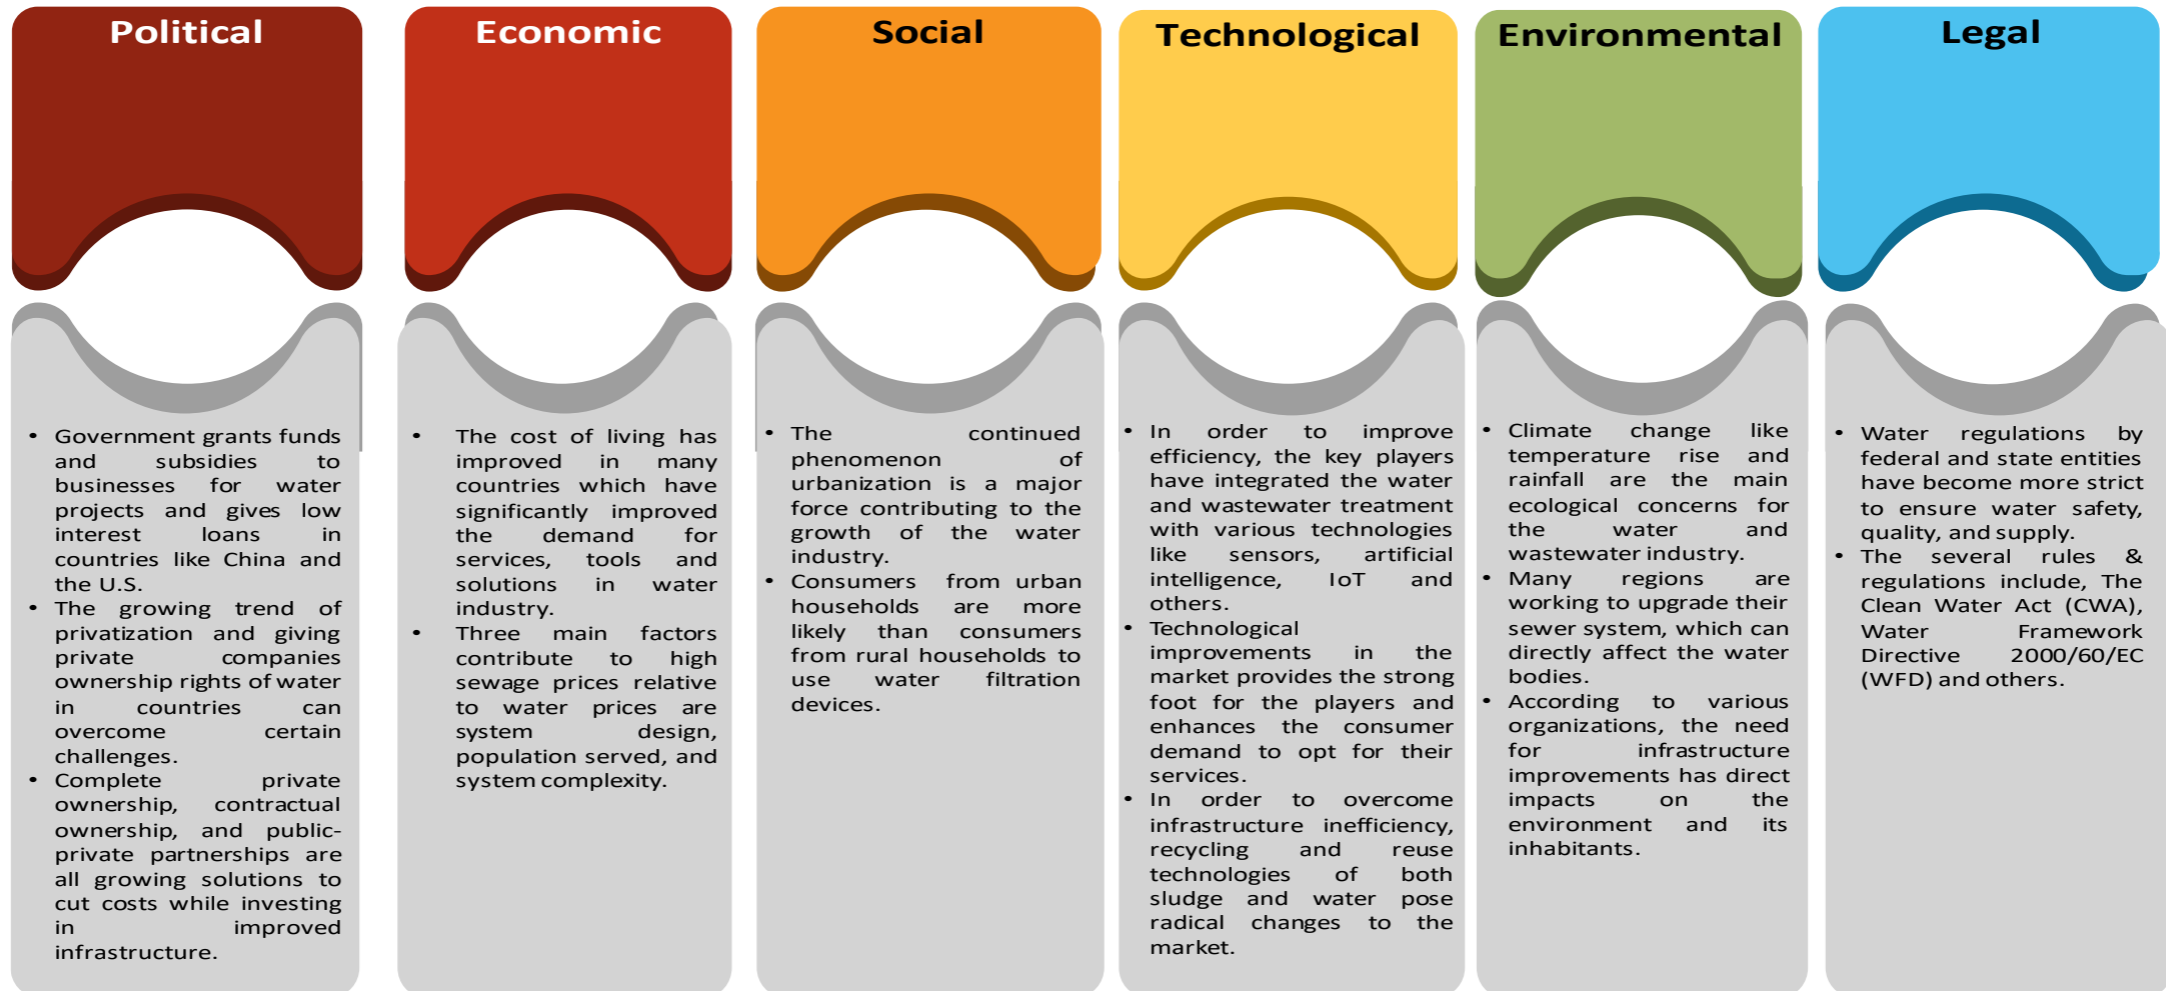 Political
• Government grants funds
and subsidies to
businesses for water
projects and gives low
interest loans in
countries like China and
the U.S.
• The growing trend of
privatization and giving
private companies
ownership rights of water
in countries can
overcome certain
challenges.
• Complete private
ownership, contractual
ownership, and public-
private partnerships are
all growing solutions to
cut costs while investing
in improved
infrastructure.
Economic
• The cost of living has
improved in many
countries which have
significantly improved
the demand for
services, tools and
solutions in water
industry.
• Three main factors
contribute to high
sewage prices relative
to water prices are
system design,
population served, and
system complexity.
Social
• The continued
phenomenon of
urbanization is a major
force contributing to the
growth of the water
industry.
• Consumers from urban
households are more
likely than consumers
from rural households to
use water filtration
devices.
Technological
• In order to improve
efficiency, the key players
have integrated the water
and wastewater treatment
with various technologies
like sensors, artificial
intelligence, IoT and
others.
• Technological
improvements in the
market provides the strong
foot for the players and
enhances the consumer
demand to opt for their
services.
• In order to overcome
infrastructure inefficiency,
recycling and reuse
technologies of both
sludge and water pose
radical changes to the
market.
Environmental
• Climate change like
temperature rise and
rainfall are the main
ecological concerns for
the water and
wastewater industry.
• Many regions are
working to upgrade their
sewer system, which can
directly affect the water
bodies.
• According to various
organizations, the need
for infrastructure
improvements has direct
impacts on the
environment and its
inhabitants.
Legal
• Water regulations by
federal and state entities
have become more strict
to ensure water safety,
quality, and supply.
• The several rules &
regulations include, The
Clean Water Act (CWA),
Water Framework
Directive 2000/60/EC
(WFD) and others.